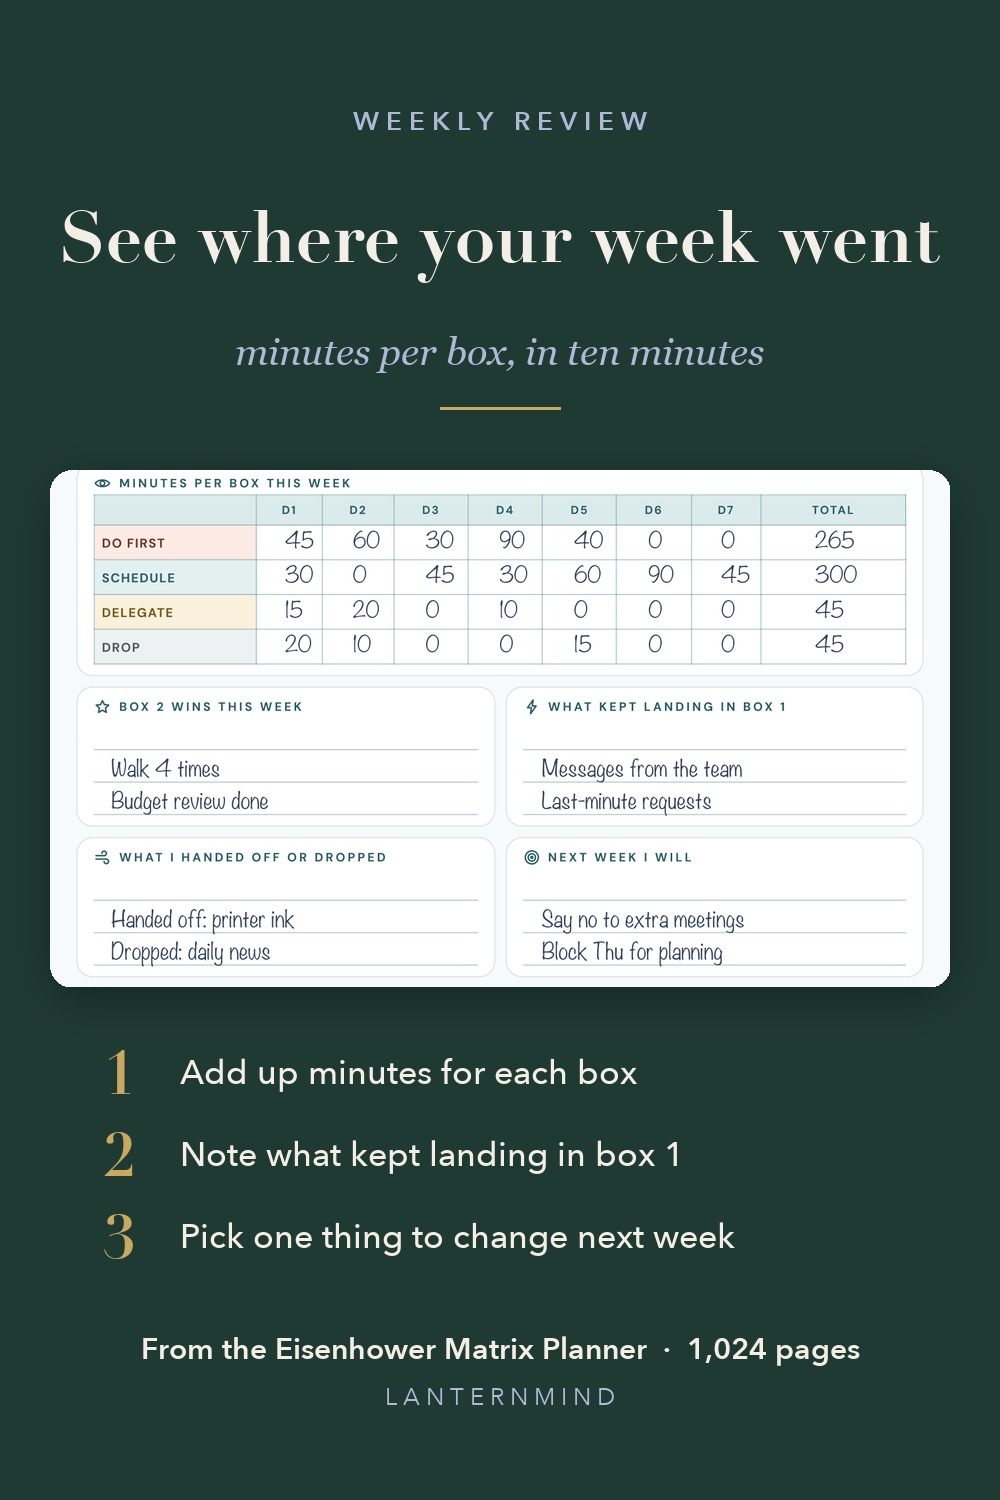 WEEKLY REVIEW
See where your week went
minutes per box, in ten minutes
MINUTES PER BOX THIS WEEK
D1 D2 D3 D4 D5 D6 D7 TOTAL
DO FIRST 45 60 30 90 40 0 0 265
SCHEDULE 30 0 45 30 60 90 45 300
DELEGATE 15 20 0 10 0 0 0 45
DROP 20 10 0 0 15 0 0 45
BOX 2 WINS THIS WEEK
Walk 4 times
Budget review done
WHAT KEPT LANDING IN BOX 1
Messages from the team
Last-minute requests
WHAT I HANDED OFF OR DROPPED
Handed off: printer ink
Dropped: daily news
NEXT WEEK I WILL
Say no to extra meetings
Block Thu for planning
1 Add up minutes for each box
2 Note what kept landing in box 1
3 Pick one thing to change next week
From the Eisenhower Matrix Planner · 1,024 pages
LANTERNMIND